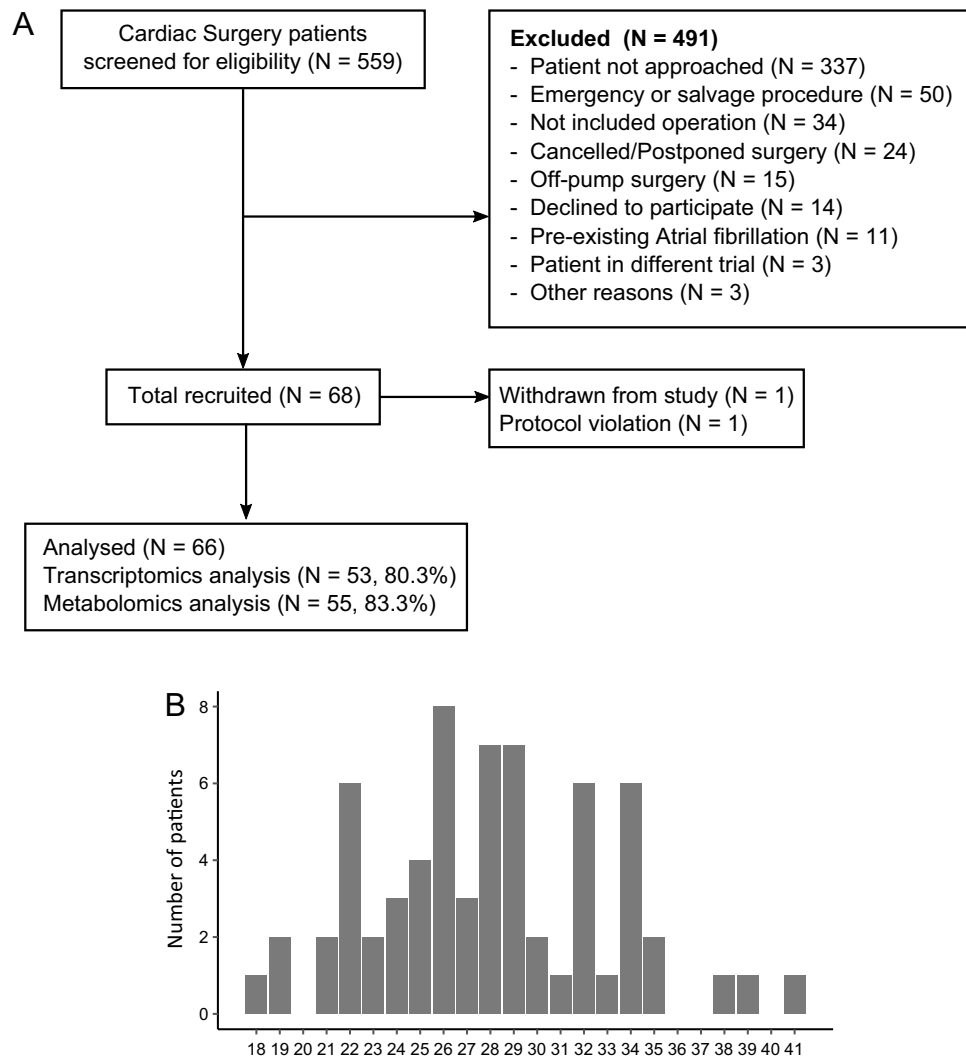 A
Cardiac Surgery patients
screened for eligibility (N = 559)
Excluded (N = 491)
- Patient not approached (N = 337)
- Emergency or salvage procedure (N = 50)
- Not included operation (N = 34)
- Cancelled/Postponed surgery (N = 24)
- Off-pump surgery (N = 15)
- Declined to participate (N = 14)
- Pre-existing Atrial fibrillation (N = 11)
- Patient in different trial (N = 3)
- Other reasons (N = 3)
Total recruited (N = 68)
Withdrawn from study (N = 1)
Protocol violation (N = 1)
Analysed (N = 66)
Transcriptomics analysis (N = 53, 80.3%)
Metabolomics analysis (N = 55, 83.3%)
B
Number of patients
8
6
4
2
0
18 19 20 21 22 23 24 25 26 27 28 29 30 31 32 33 34 35 36 37 38 39 40 41